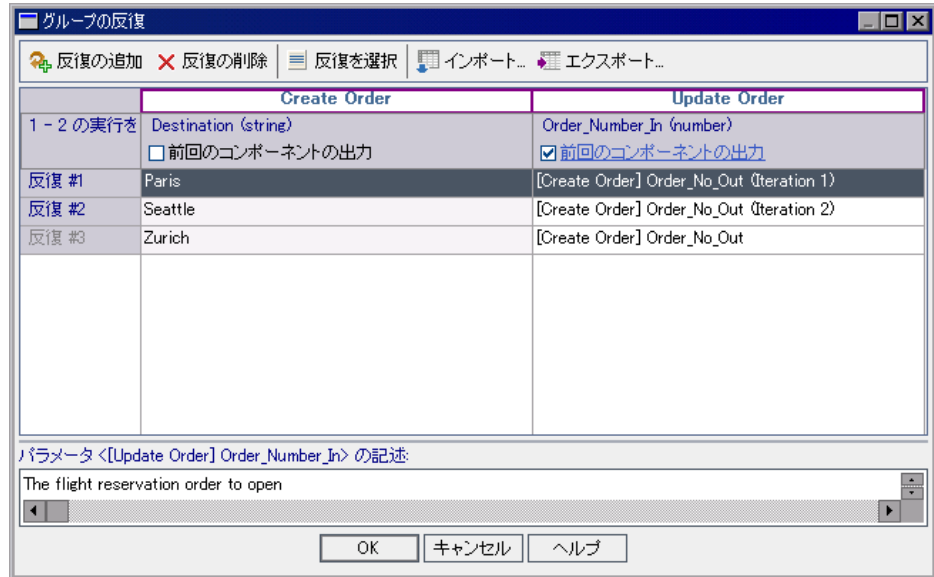 グループの反復
反復の追加 反復の削除 反復を選択 インポート... エクスポート...
Create Order Update Order
1 - 2 の実行を Destination (string) Order_Number_In (number)
前回のコンポーネントの出力 前回のコンポーネントの出力
反復 #1 Paris [Create Order] Order_No_Out (Iteration 1)
反復 #2 Seattle [Create Order] Order_No_Out (Iteration 2)
反復 #3 Zurich [Create Order] Order_No_Out
パラメータ <[Update Order] Order_Number_In> の記述:
The flight reservation order to open
OK キャンセル ヘルプ